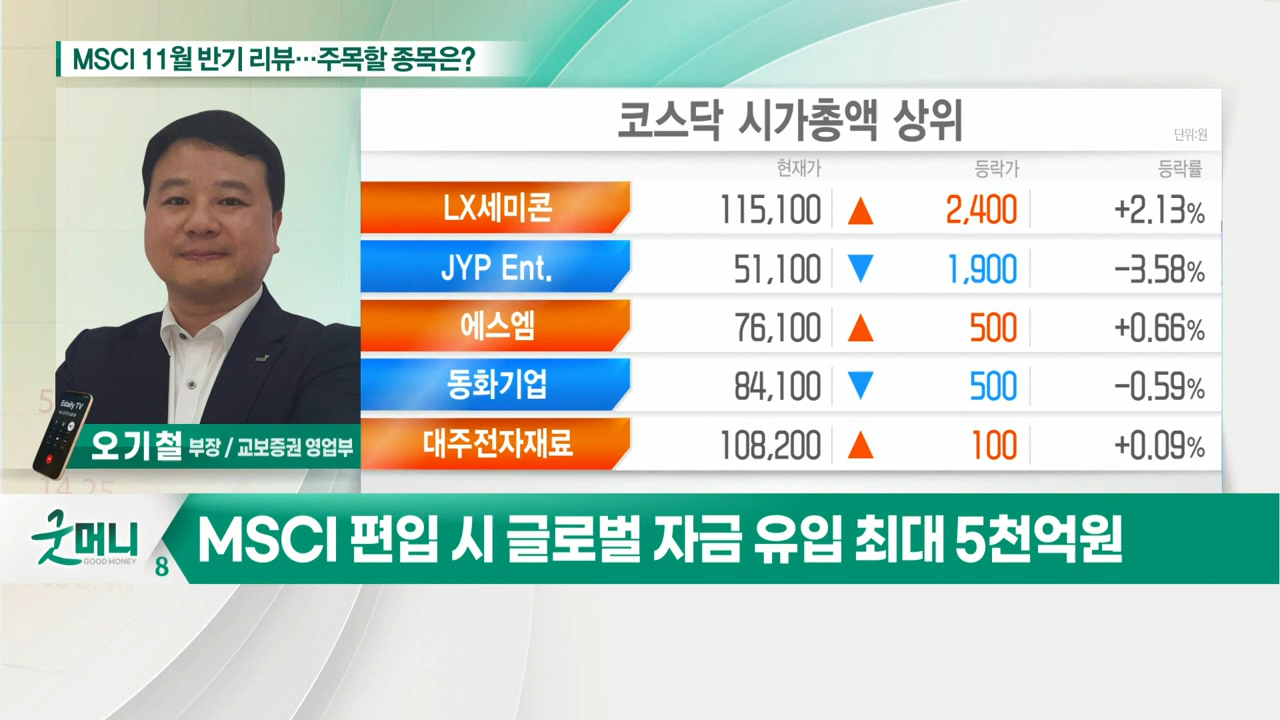 MSCI 11월 반기 리뷰…주목할 종목은?
코스닥 시가총액 상위
단위:원
현재가 등락가 등락률
LX세미콘 115,100 ▲ 2,400 +2.13%
JYP Ent. 51,100 ▼ 1,900 -3.58%
에스엠 76,100 ▲ 500 +0.66%
동화기업 84,100 ▼ 500 -0.59%
대주전자재료 108,200 ▲ 100 +0.09%
Edaily TV
오기철 부장 / 교보증권 영업부
14.25
굿머니
GOOD MONEY
8
MSCI 편입 시 글로벌 자금 유입 최대 5천억원